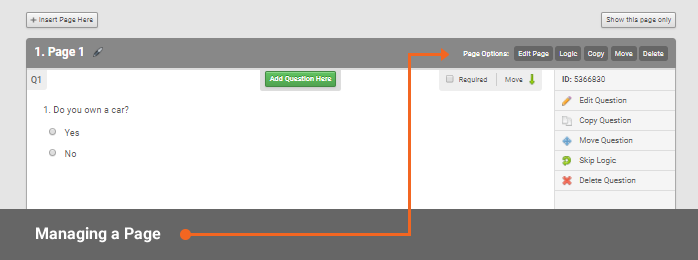 + Insert Page Here
Show this page only
1. Page 1
Page Options: Edit Page Logic Copy Move Delete
Q1
Add Question Here
Required Move
ID: 5366830
1. Do you own a car?
Yes
No
Edit Question
Copy Question
Move Question
Skip Logic
Delete Question
Managing a Page